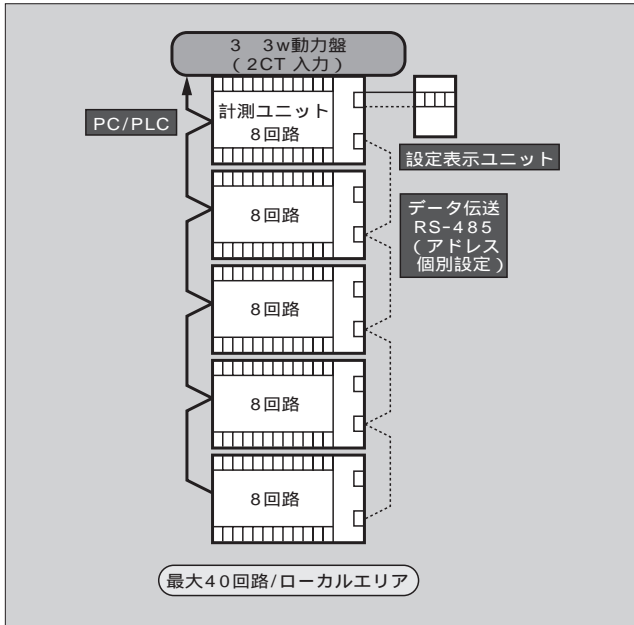 3 3w動力盤
(2CT 入力)
PC/PLC
計測ユニット
8回路
設定表示ユニット
8回路
データ伝送
RS-485
(アドレス
個別設定)
8回路
8回路
8回路
最大40回路/ローカルエリア